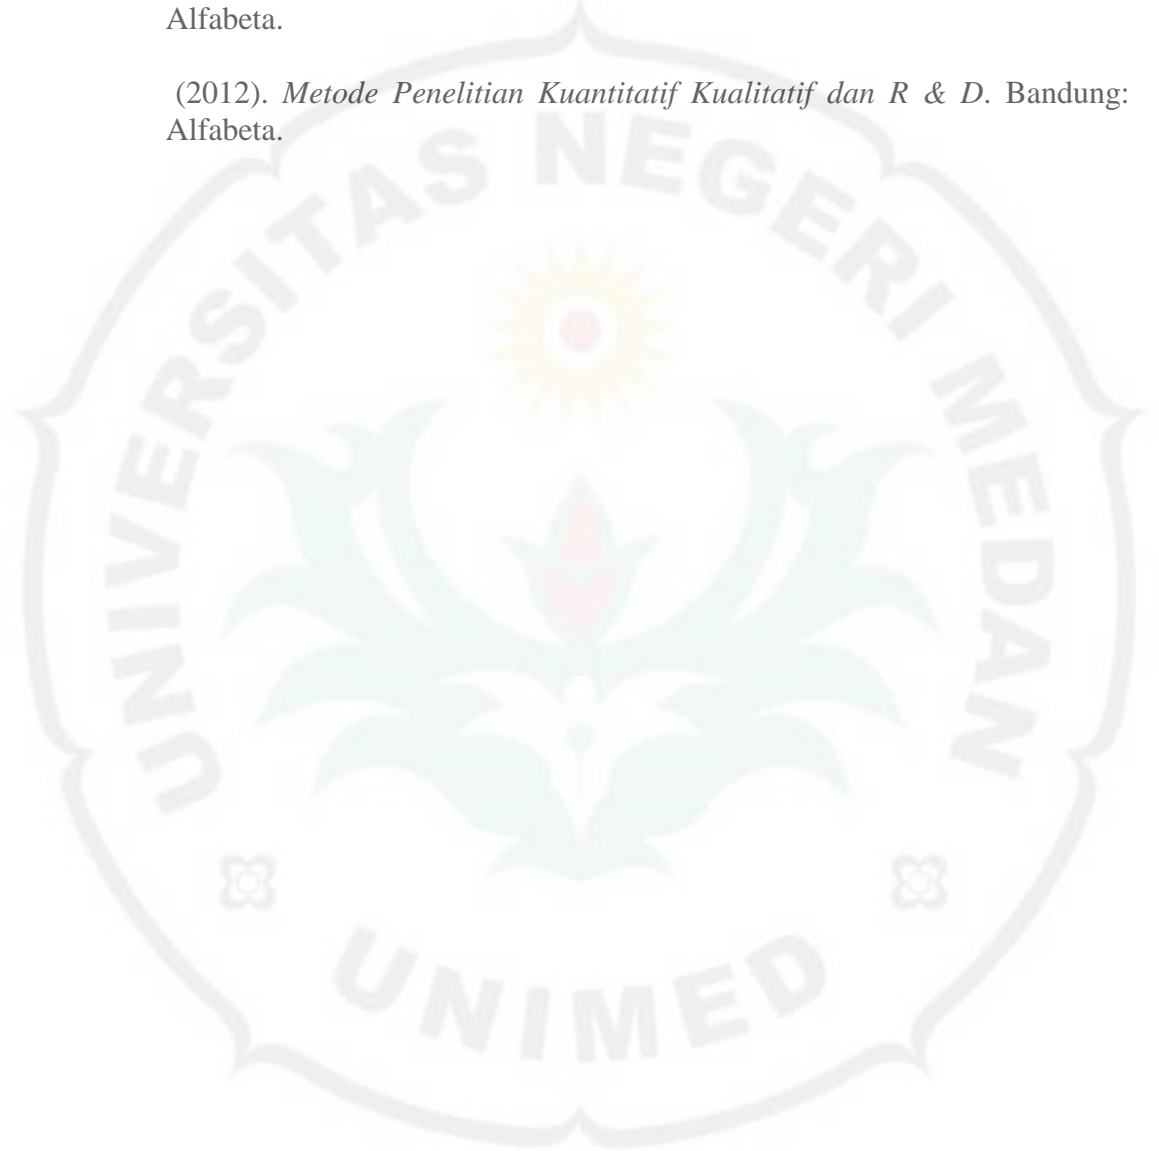 Alfabeta.
(2012). Metode Penelitian Kuantitatif Kualitatif dan R & D. Bandung:
Alfabeta.
UNIVERSITAS NEGERI MEDAN
UNIMED